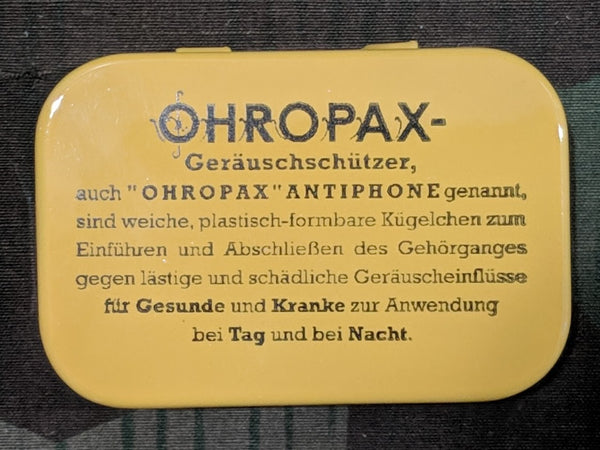 OHROPAX-
Geräuschschützer,
auch "OHROPAX" ANTIPHONE genannt,
sind weiche, plastisch-formbare Kügelchen zum
Einführen und Abschließen des Gehörganges
gegen lästige und schädliche Geräuscheinflüsse
für Gesunde und Kranke zur Anwendung
bei Tag und bei Nacht.